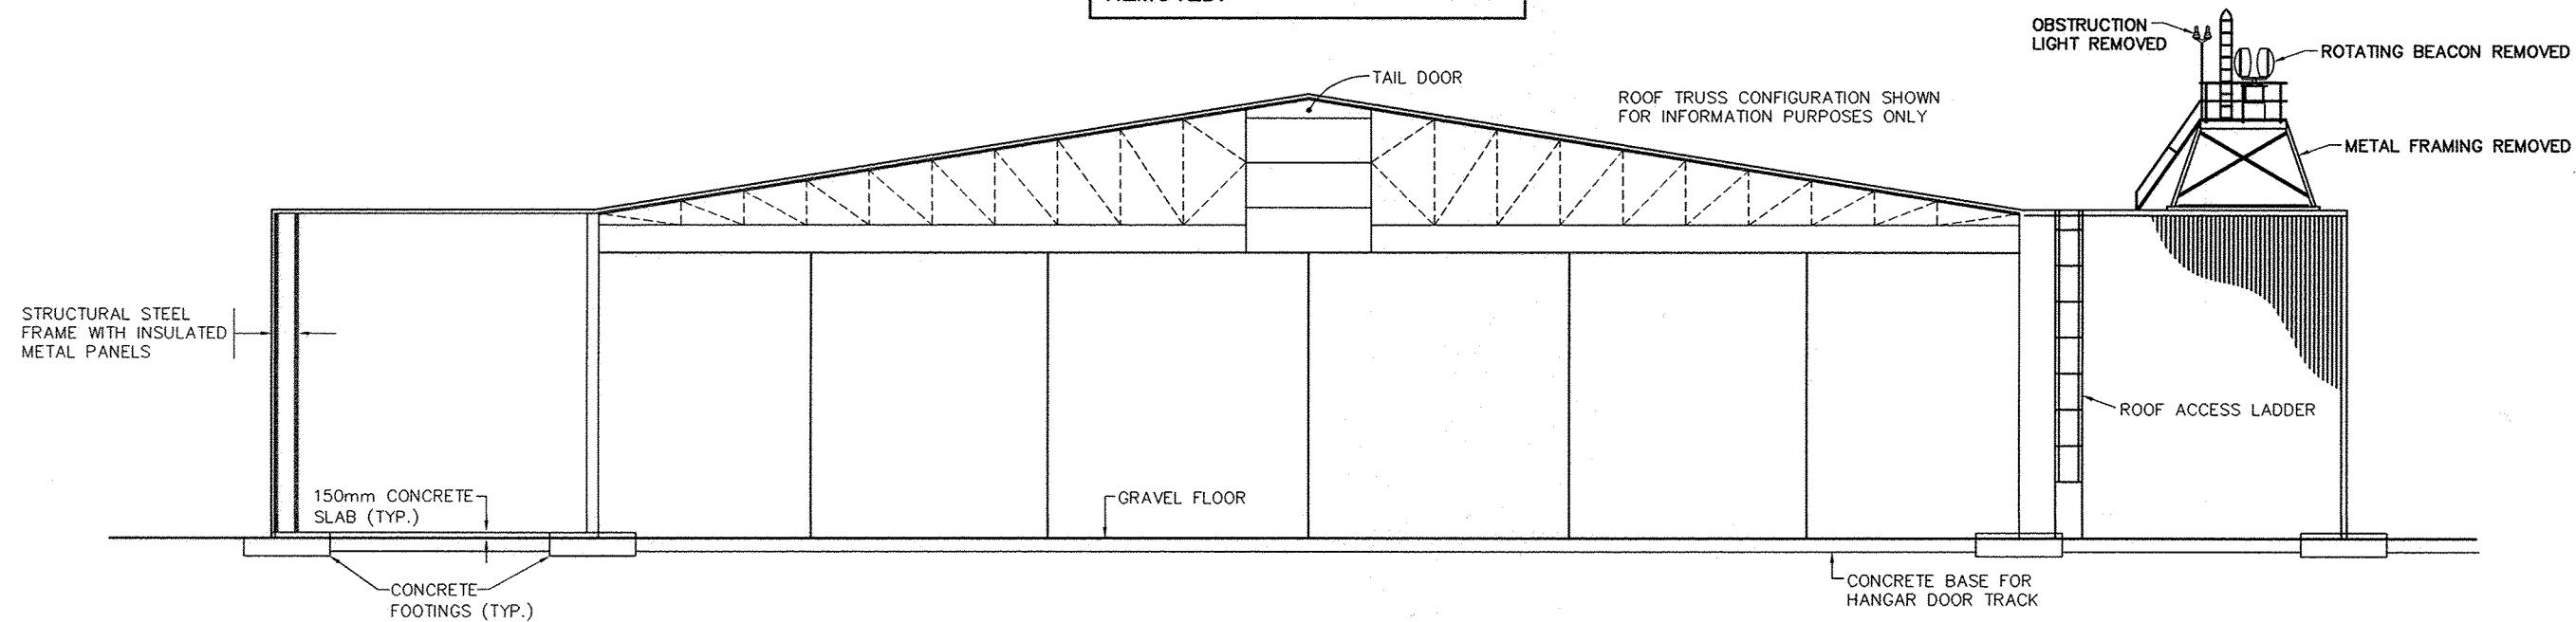 REMOVED.
OBSTRUCTION
LIGHT REMOVED
ROTATING BEACON REMOVED
TAIL DOOR
ROOF TRUSS CONFIGURATION SHOWN
FOR INFORMATION PURPOSES ONLY
METAL FRAMING REMOVED
STRUCTURAL STEEL
FRAME WITH INSULATED
METAL PANELS
ROOF ACCESS LADDER
150mm CONCRETE
SLAB (TYP.)
GRAVEL FLOOR
CONCRETE
FOOTINGS (TYP.)
CONCRETE BASE FOR
HANGAR DOOR TRACK